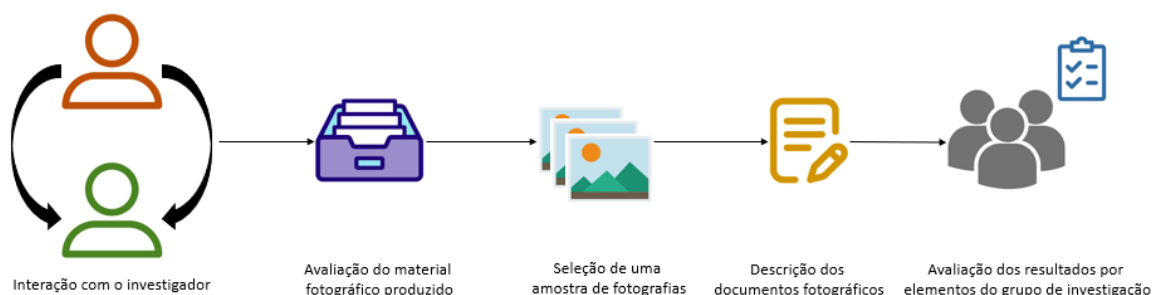 Interação com o investigador
Avaliação do material
fotográfico produzido
Seleção de uma
amostra de fotografias
Descrição dos
documentos fotográficos
Avaliação dos resultados por
elementos do grupo de investigação